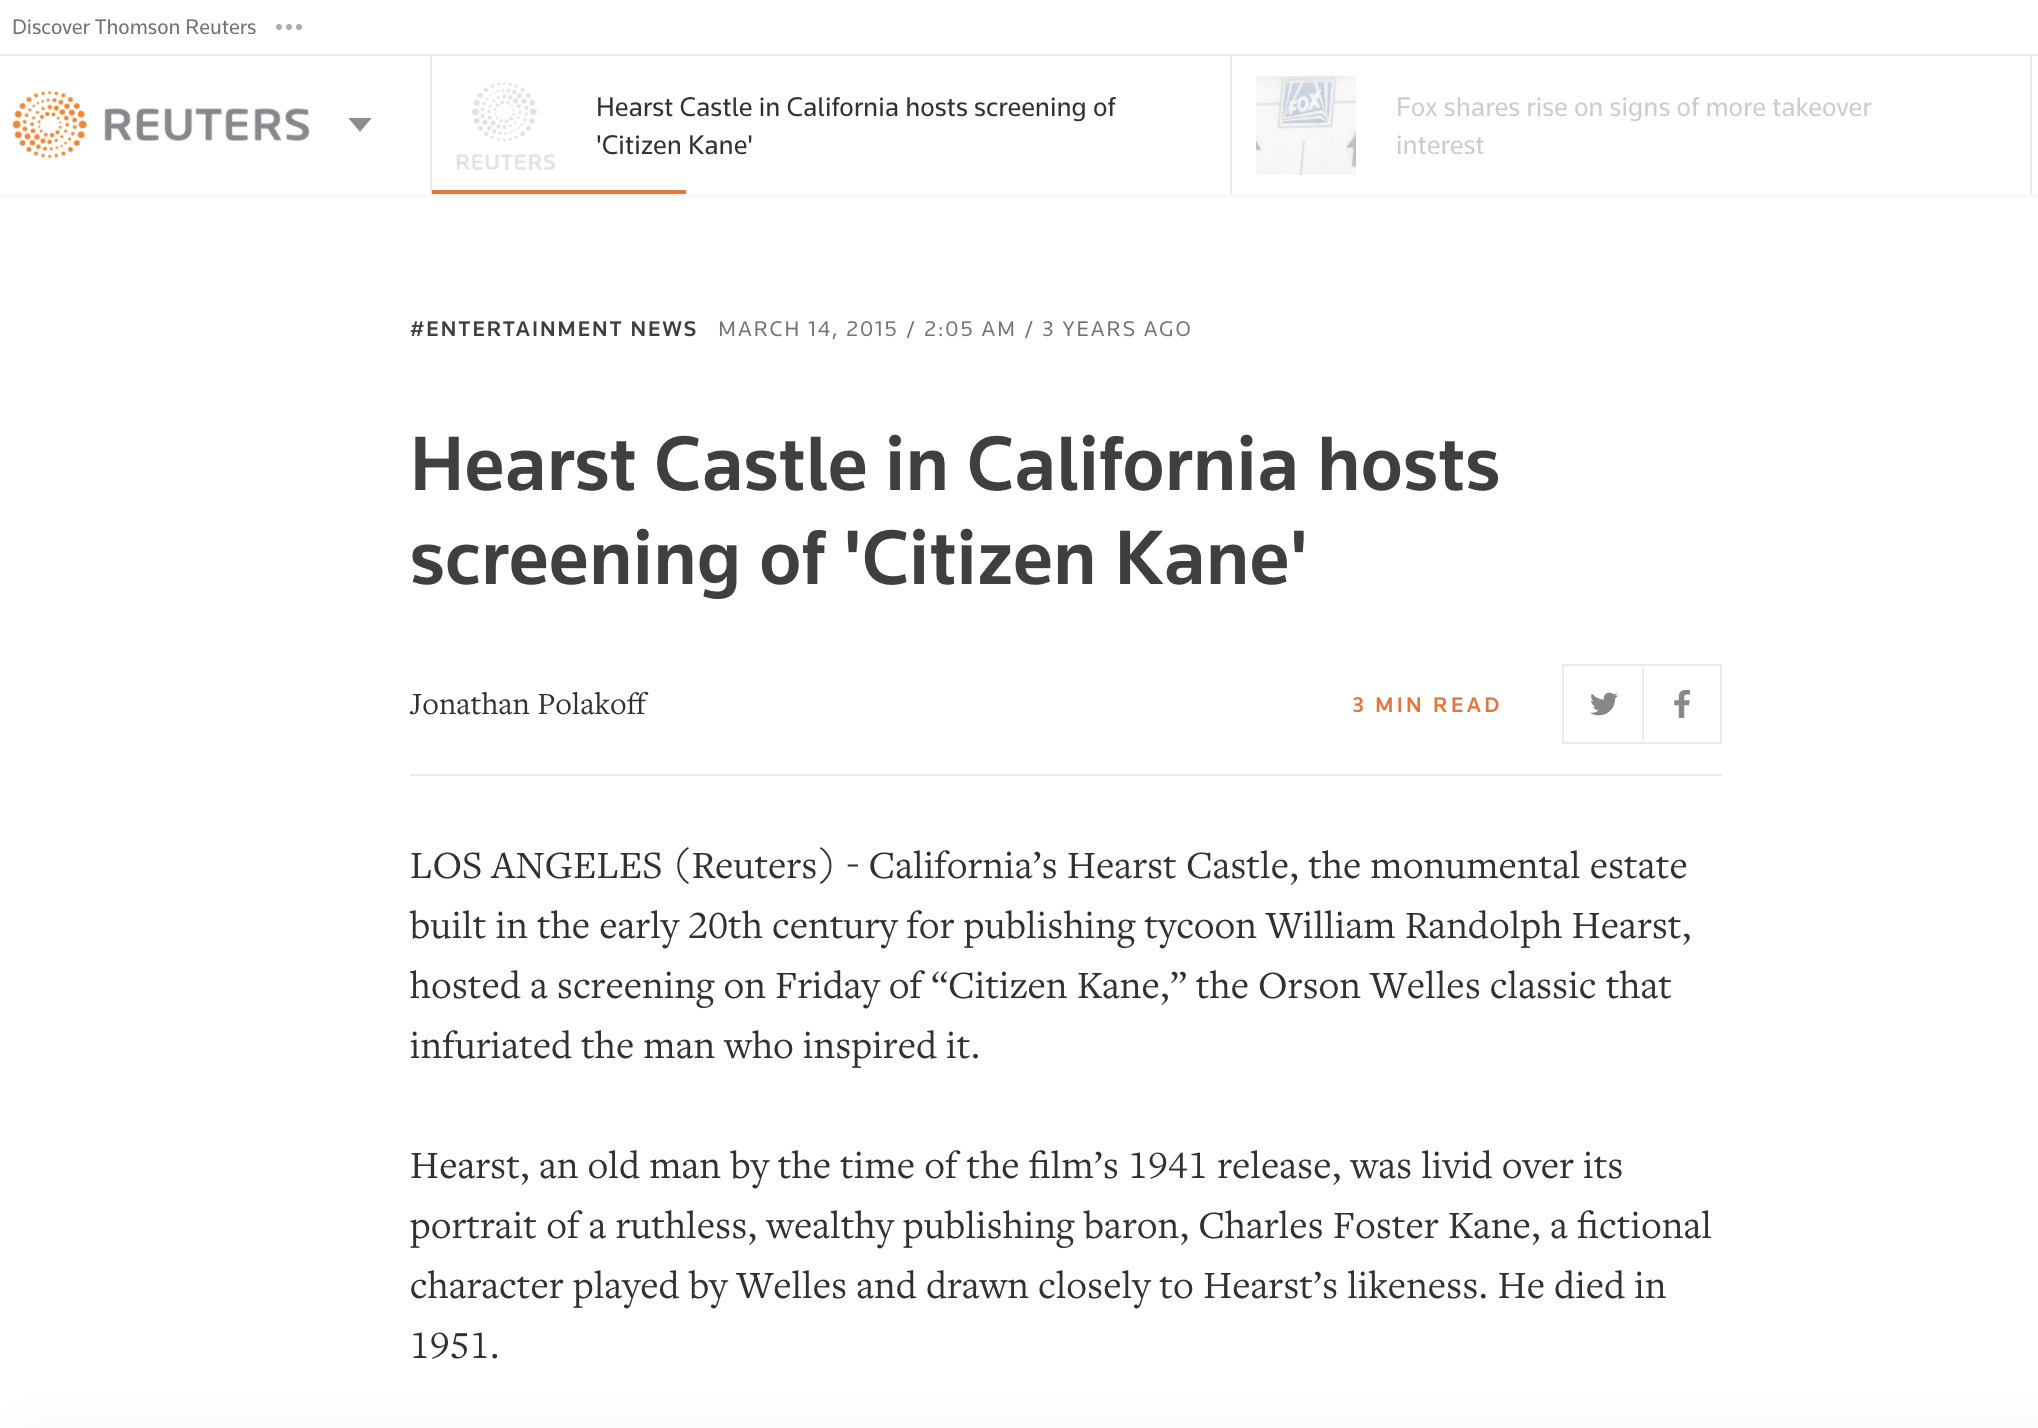 Discover Thomson Reuters
REUTERS
REUTERS
Hearst Castle in California hosts screening of
'Citizen Kane'
FOX
Fox shares rise on signs of more takeover
interest
#ENTERTAINMENT NEWS MARCH 14, 2015 / 2:05 AM / 3 YEARS AGO
Hearst Castle in California hosts
screening of 'Citizen Kane'
Jonathan Polakoff
3 MIN READ
LOS ANGELES (Reuters) - California’s Hearst Castle, the monumental estate
built in the early 20th century for publishing tycoon William Randolph Hearst,
hosted a screening on Friday of “Citizen Kane,” the Orson Welles classic that
infuriated the man who inspired it.
Hearst, an old man by the time of the film’s 1941 release, was livid over its
portrait of a ruthless, wealthy publishing baron, Charles Foster Kane, a fictional
character played by Welles and drawn closely to Hearst’s likeness. He died in
1951.